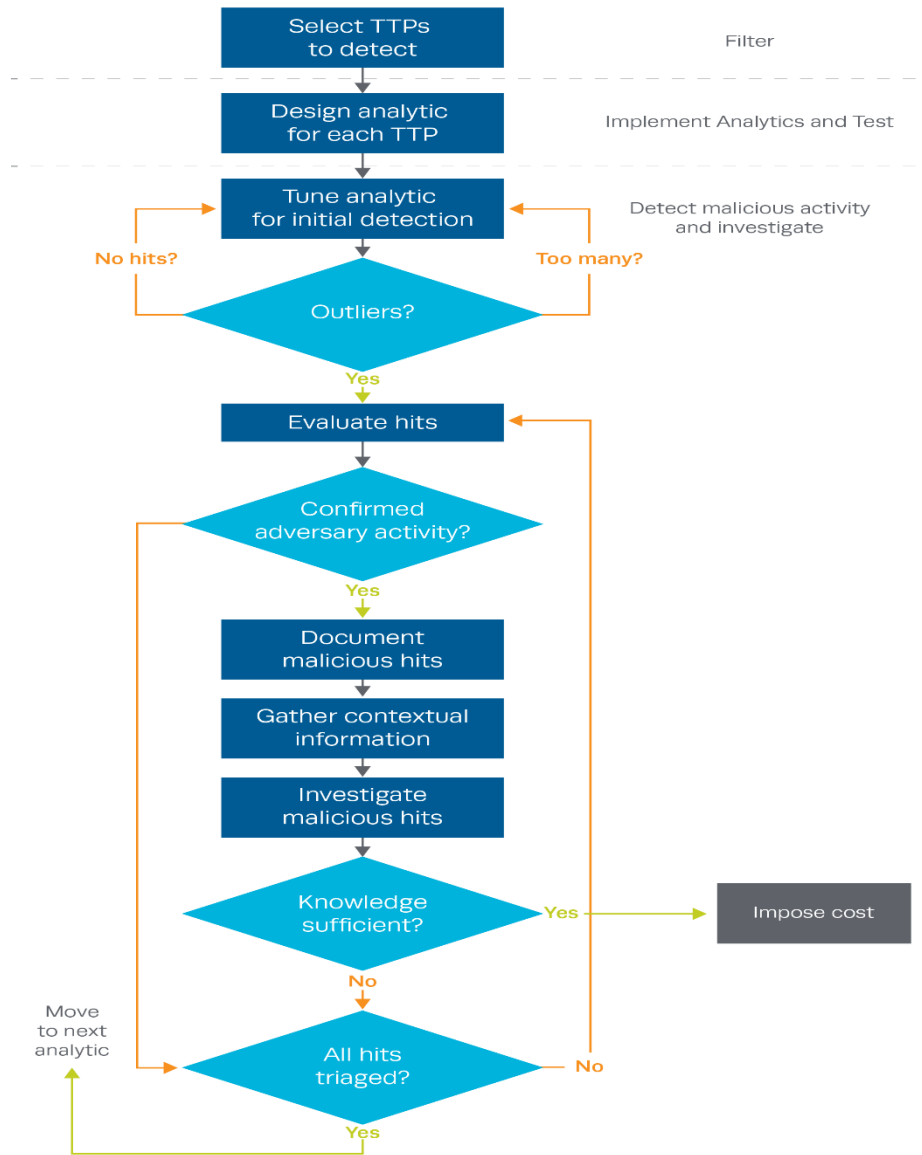 Select TTPs
to detect
Filter
Design analytic
for each TTP
Implement Analytics and Test
Tune analytic
for initial detection
Detect malicious activity
and investigate
No hits?
Too many?
Outliers?
Yes
Evaluate hits
Confirmed
adversary activity?
Yes
Document
malicious hits
Gather contextual
information
Investigate
malicious hits
Knowledge
sufficient?
Yes
Impose cost
No
Move
to next
analytic
All hits
triaged?
No
Yes